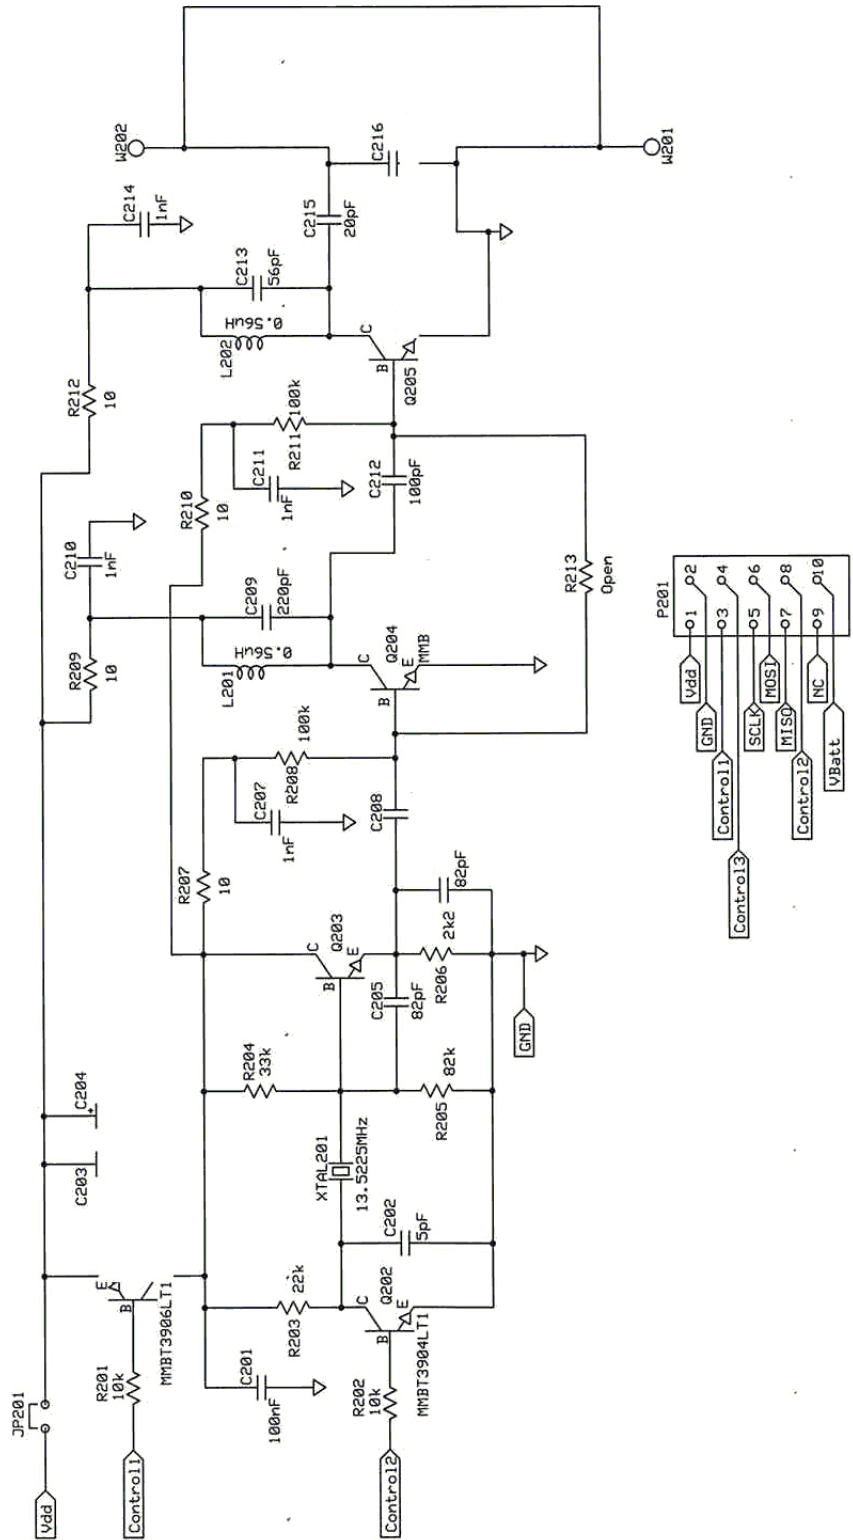 Vdd
JP201
Control1
R201
10k
MMBT3906LT1
E
B
C203
C204
C201
100nF
R203
22k
Control2
R202
10k
MMBT3904LT1
Q202
C
B
E
C202
5pF
XTAL201
13.5225MHz
R204
33k
R205
82k
C205
82pF
R206
2k2
82pF
GND
Q203
C
B
E
R207
10
C207
1nF
R208
100k
C208
R209
10
C210
1nF
L201
0.56uH
C209
220pF
Q204
MMB
C
B
E
R210
10
C211
1nF
R211
100k
C212
100pF
R213
Open
R212
10
C214
1nF
L202
0.56uH
C213
56pF
C215
20pF
Q205
C
B
C216
W202
W201
P201
1 2
3 4
5 6
7 8
9 10
Vdd
GND
Control1
Control3
SCLK
MOSI
MISO
Control2
NC
VBatt